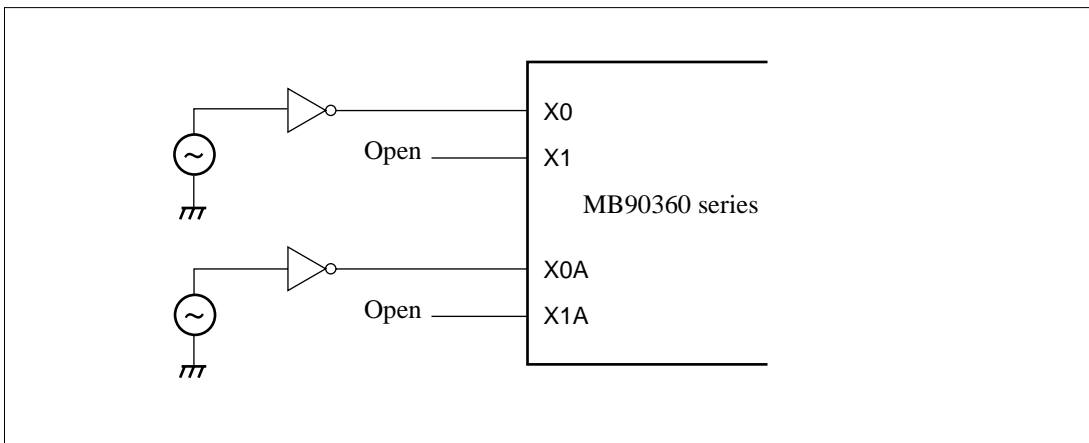 X0
Open
X1
MB90360 series
X0A
Open
X1A